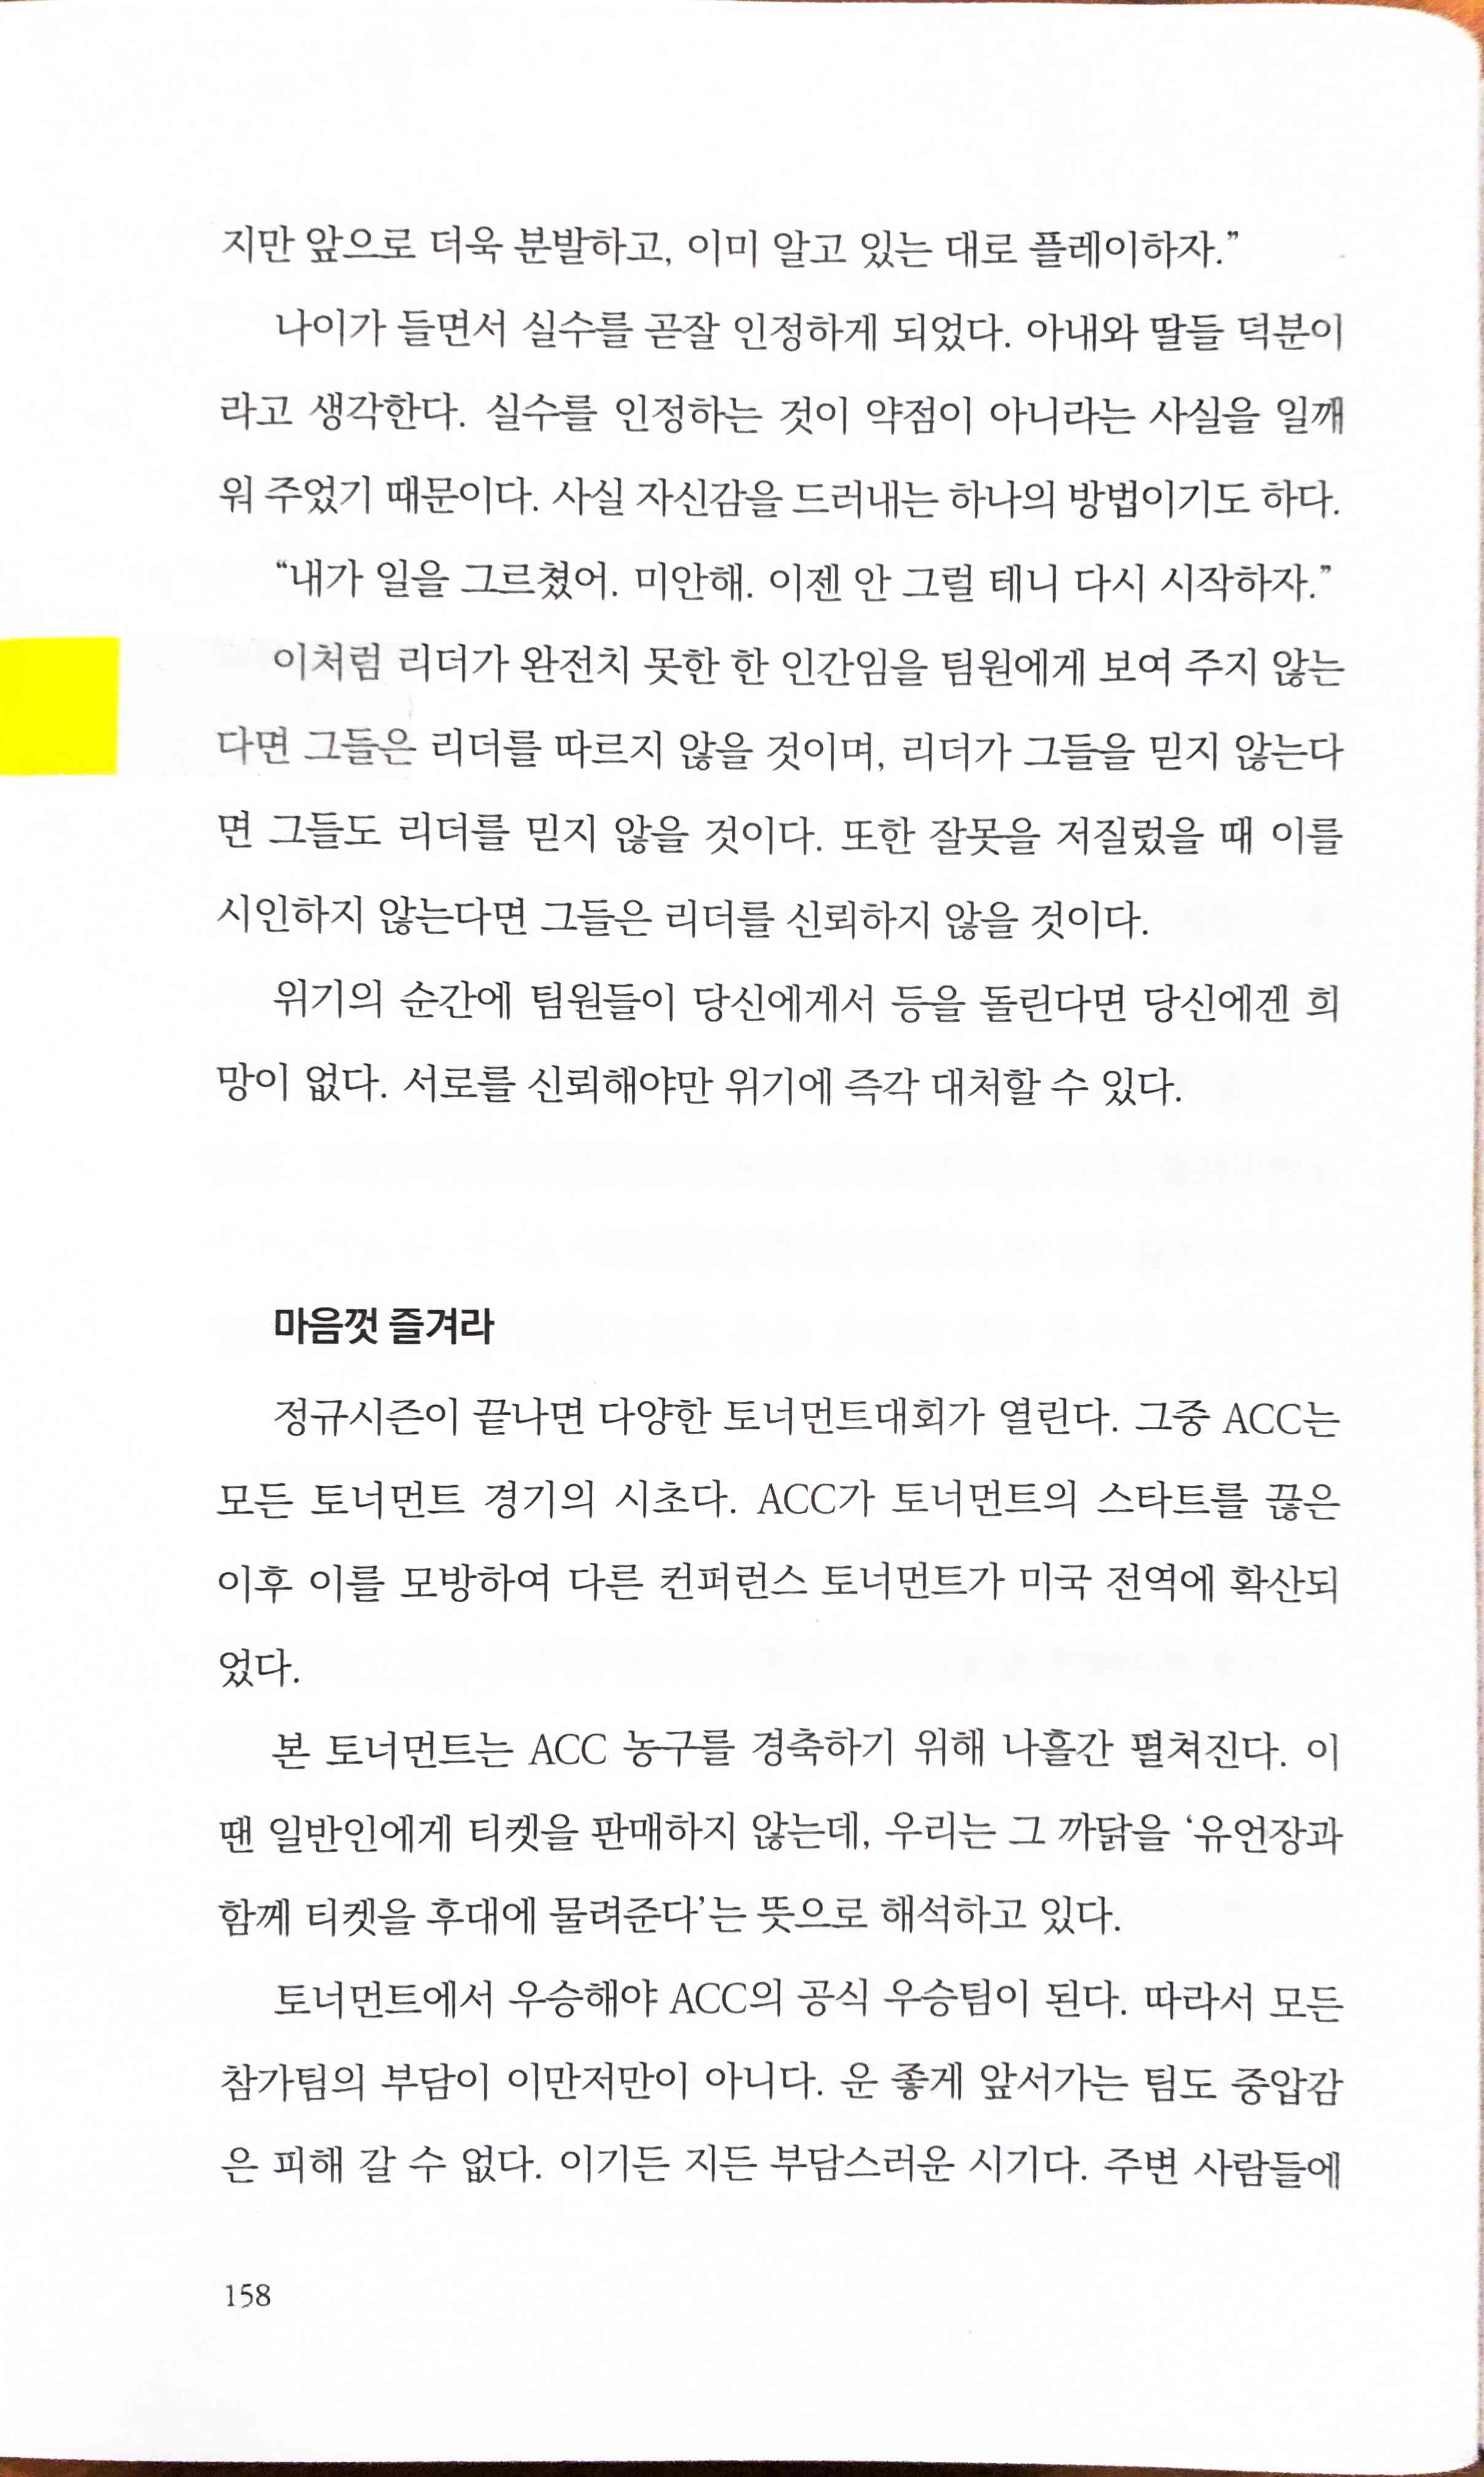 지만 앞으로 더욱 분발하고, 이미 알고 있는 대로 플레이하자.”
나이가 들면서 실수를 곧잘 인정하게 되었다. 아내와 딸들 덕분이
라고 생각한다. 실수를 인정하는 것이 약점이 아니라는 사실을 일깨
워 주었기 때문이다. 사실 자신감을 드러내는 하나의 방법이기도 하다.
“내가 일을 그르쳤어. 미안해. 이젠 안 그럴 테니 다시 시작하자.”
이처럼 리더가 완전치 못한 한 인간임을 팀원에게 보여 주지 않는
다면 그들은 리더를 따르지 않을 것이며, 리더가 그들을 믿지 않는다
면 그들도 리더를 믿지 않을 것이다. 또한 잘못을 저질렀을 때 이를
시인하지 않는다면 그들은 리더를 신뢰하지 않을 것이다.
위기의 순간에 팀원들이 당신에게서 등을 돌린다면 당신에겐 희
망이 없다. 서로를 신뢰해야만 위기에 즉각 대처할 수 있다.
마음껏 즐겨라
정규시즌이 끝나면 다양한 토너먼트대회가 열린다. 그중 ACC는
모든 토너먼트 경기의 시초다. ACC가 토너먼트의 스타트를 끊은
이후 이를 모방하여 다른 컨퍼런스 토너먼트가 미국 전역에 확산되
었다.
본 토너먼트는 ACC 농구를 경축하기 위해 나흘간 펼쳐진다. 이
땐 일반인에게 티켓을 판매하지 않는데, 우리는 그 까닭을 ‘유언장과
함께 티켓을 후대에 물려준다’는 뜻으로 해석하고 있다.
토너먼트에서 우승해야 ACC의 공식 우승팀이 된다. 따라서 모든
참가팀의 부담이 이만저만이 아니다. 운 좋게 앞서가는 팀도 중압감
은 피해 갈 수 없다. 이기든 지든 부담스러운 시기다. 주변 사람들에
158